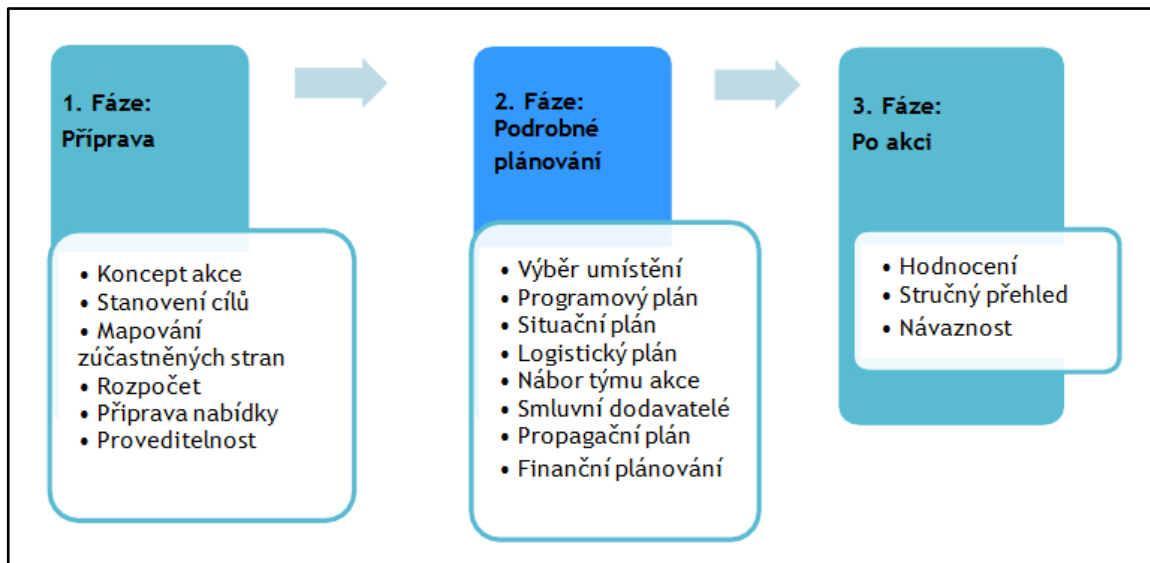 1. Fáze:
Příprava
• Koncept akce
• Stanovení cílů
• Mapování
zúčastněných stran
• Rozpočet
• Připrava nabídky
• Proveditelnost
2. Fáze:
Podrobné
plánování
• Výběr umístění
• Programový plán
• Situační plán
• Logistický plán
• Nábor týmu akce
• Smluvní dodavatelé
• Propagační plán
• Finanční plánování
3. Fáze:
Po akci
• Hodnocení
• Stručný přehled
• Návaznost